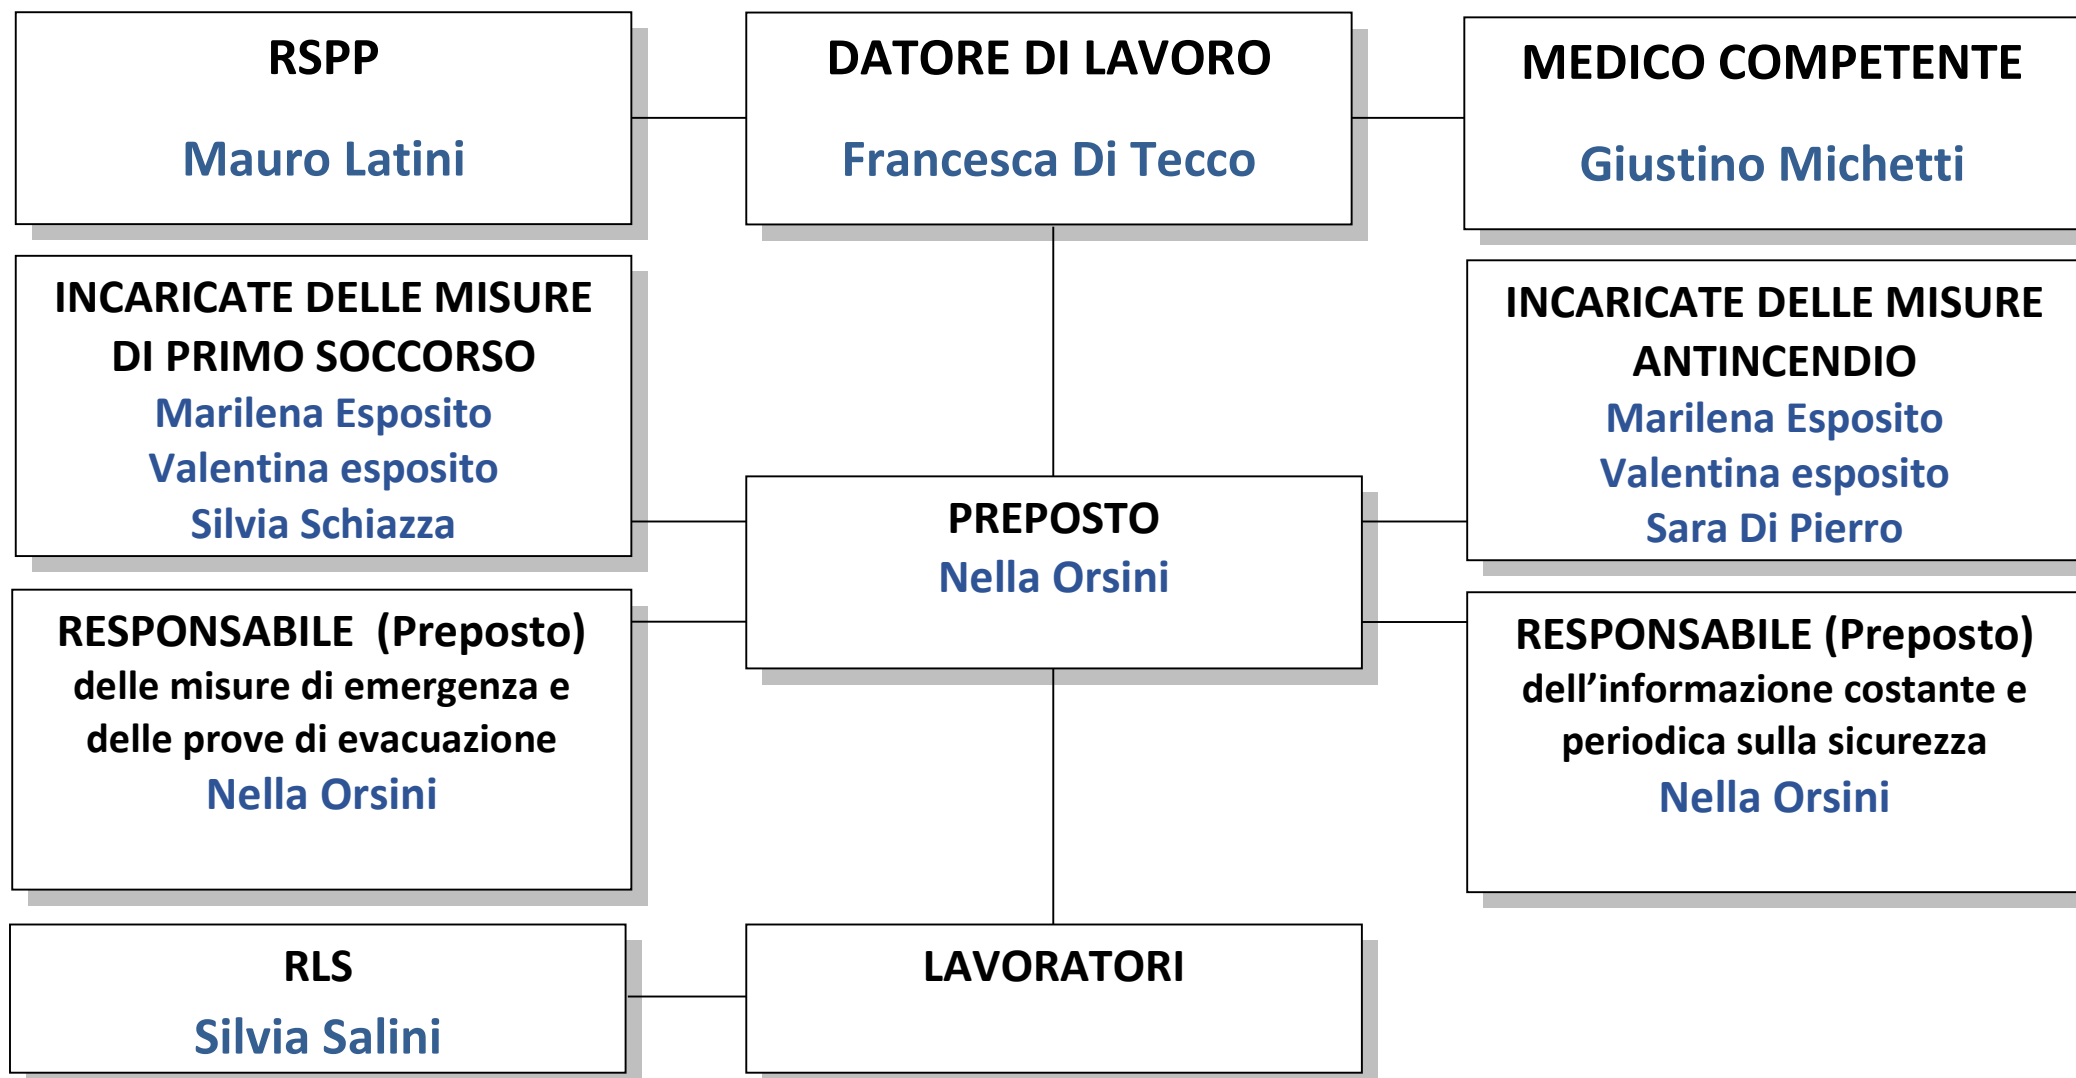 RSPP
Mauro Latini
DATORE DI LAVORO
Francesca Di Tecco
MEDICO COMPETENTE
Giustino Michetti
INCARICATE DELLE MISURE
DI PRIMO SOCCORSO
Marilena Esposito
Valentina esposito
Silvia Schiazza
INCARICATE DELLE MISURE
ANTINCENDIO
Marilena Esposito
Valentina esposito
Sara Di Pierro
PREPOSTO
Nella Orsini
RESPONSABILE (Preposto)
delle misure di emergenza e
delle prove di evacuazione
Nella Orsini
RESPONSABILE (Preposto)
dell’informazione costante e
periodica sulla sicurezza
Nella Orsini
RLS
Silvia Salini
LAVORATORI